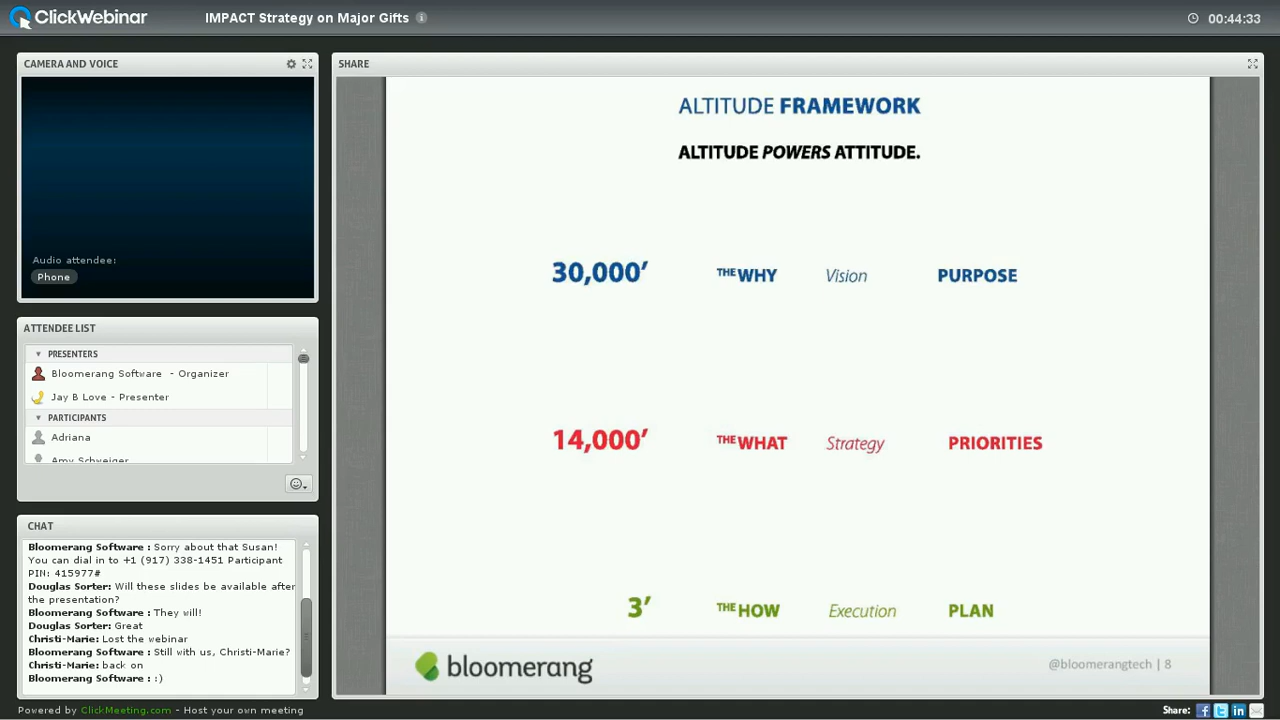 ClickWebinar
IMPACT Strategy on Major Gifts
00:44:33
CAMERA AND VOICE
Audio attendee:
Phone
ATTENDEE LIST
PRESENTERS
Bloomerang Software - Organizer
Jay B Love - Presenter
PARTICIPANTS
Adriana
Amy Schweiger
CHAT
Bloomerang Software : Sorry about that Susan!
You can dial in to +1 (917) 338-1451 Participant
PIN: 415977#
Douglas Sorter: Will these slides be available after
the presentation?
Bloomerang Software : They will!
Douglas Sorter: Great
Christi-Marie: Lost the webinar
Bloomerang Software : Still with us, Christi-Marie?
Christi-Marie: back on
Bloomerang Software : :)
SHARE
ALTITUDE FRAMEWORK
ALTITUDE POWERS ATTITUDE.
30,000′ THE WHY Vision PURPOSE
14,000′ THE WHAT Strategy PRIORITIES
3′ THE HOW Execution PLAN
bloomerang
@bloomerangtech | 8
Powered by ClickMeeting.com - Host your own meeting
Share: